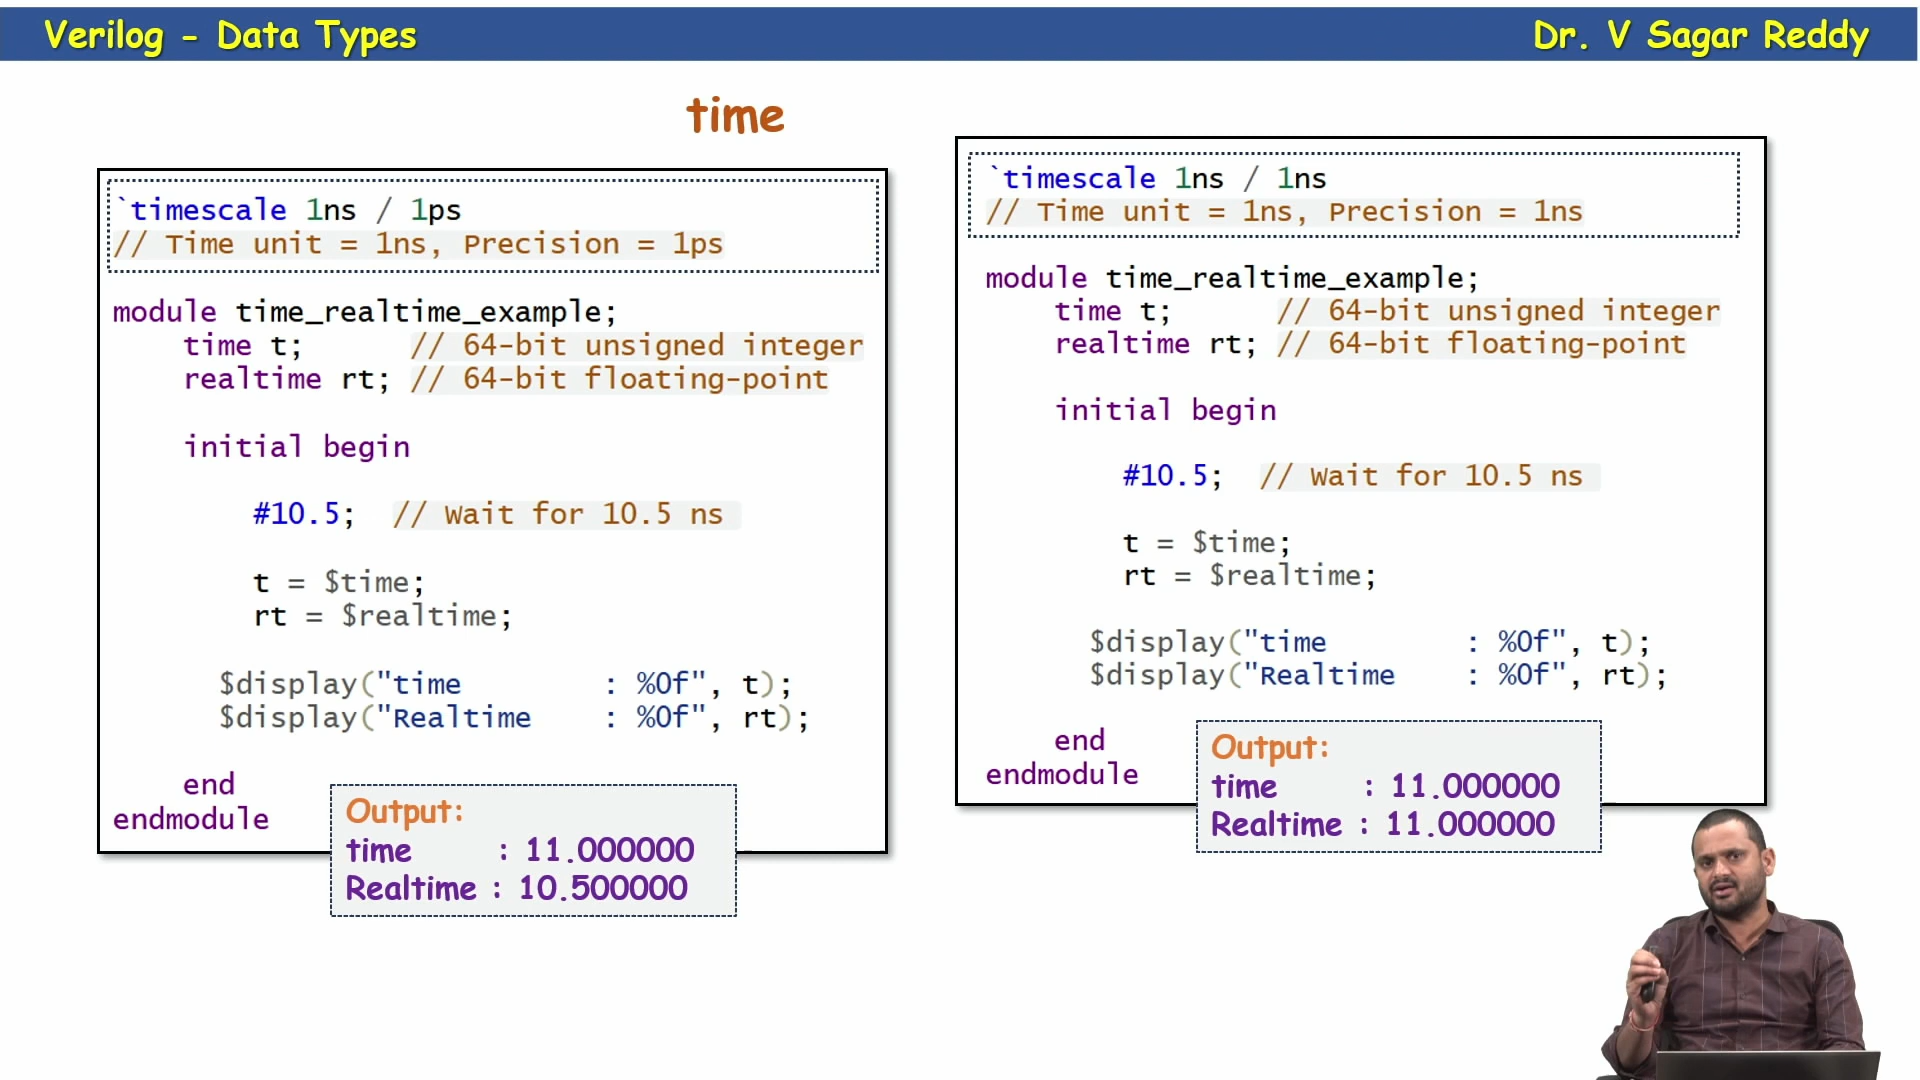 Verilog - Data Types
Dr. V Sagar Reddy
time
`timescale 1ns / 1ps
// Time unit = 1ns, Precision = 1ps
module time_realtime_example;
time t; // 64-bit unsigned integer
realtime rt; // 64-bit floating-point
initial begin
#10.5; // Wait for 10.5 ns
t = $time;
rt = $realtime;
$display("time : %0f", t);
$display("Realtime : %0f", rt);
end
endmodule
Output:
time : 11.000000
Realtime : 10.500000
`timescale 1ns / 1ns
// Time unit = 1ns, Precision = 1ns
module time_realtime_example;
time t; // 64-bit unsigned integer
realtime rt; // 64-bit floating-point
initial begin
#10.5; // Wait for 10.5 ns
t = $time;
rt = $realtime;
$display("time : %0f", t);
$display("Realtime : %0f", rt);
end
endmodule
Output:
time : 11.000000
Realtime : 11.000000